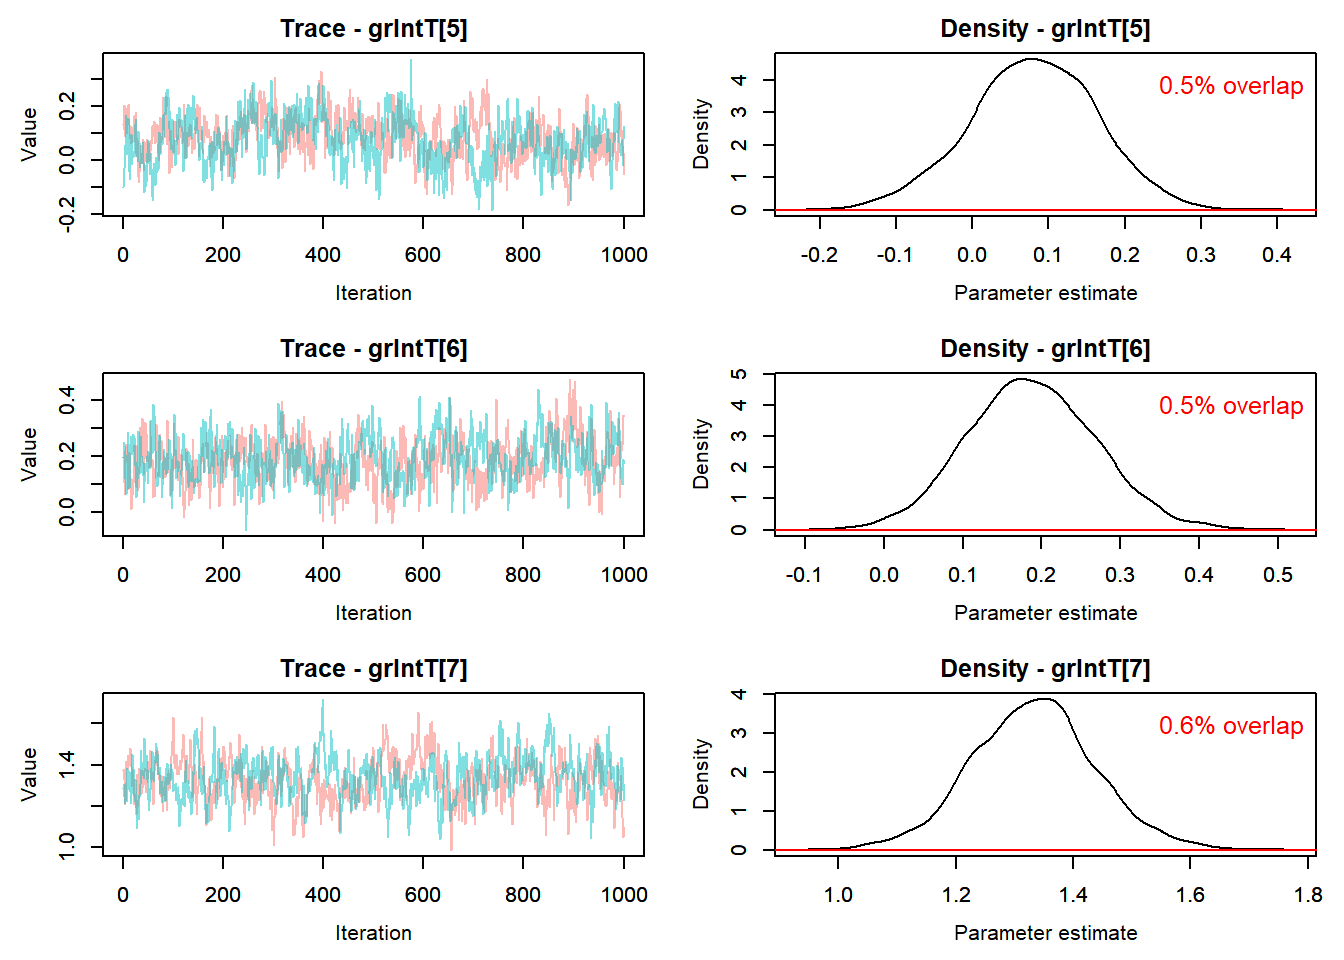 Trace - grIntT[5]
Value
-0.2 0.0 0.2
0 200 400 600 800 1000
Iteration
Density - grIntT[5]
0.5% overlap
Density
0 1 2 3 4
-0.2 -0.1 0.0 0.1 0.2 0.3 0.4
Parameter estimate
Trace - grIntT[6]
Value
0.0 0.2 0.4
0 200 400 600 800 1000
Iteration
Density - grIntT[6]
0.5% overlap
Density
0 1 2 3 4 5
-0.1 0.0 0.1 0.2 0.3 0.4 0.5
Parameter estimate
Trace - grIntT[7]
Value
1.0 1.4
0 200 400 600 800 1000
Iteration
Density - grIntT[7]
0.6% overlap
Density
0 1 2 3 4
1.0 1.2 1.4 1.6 1.8
Parameter estimate